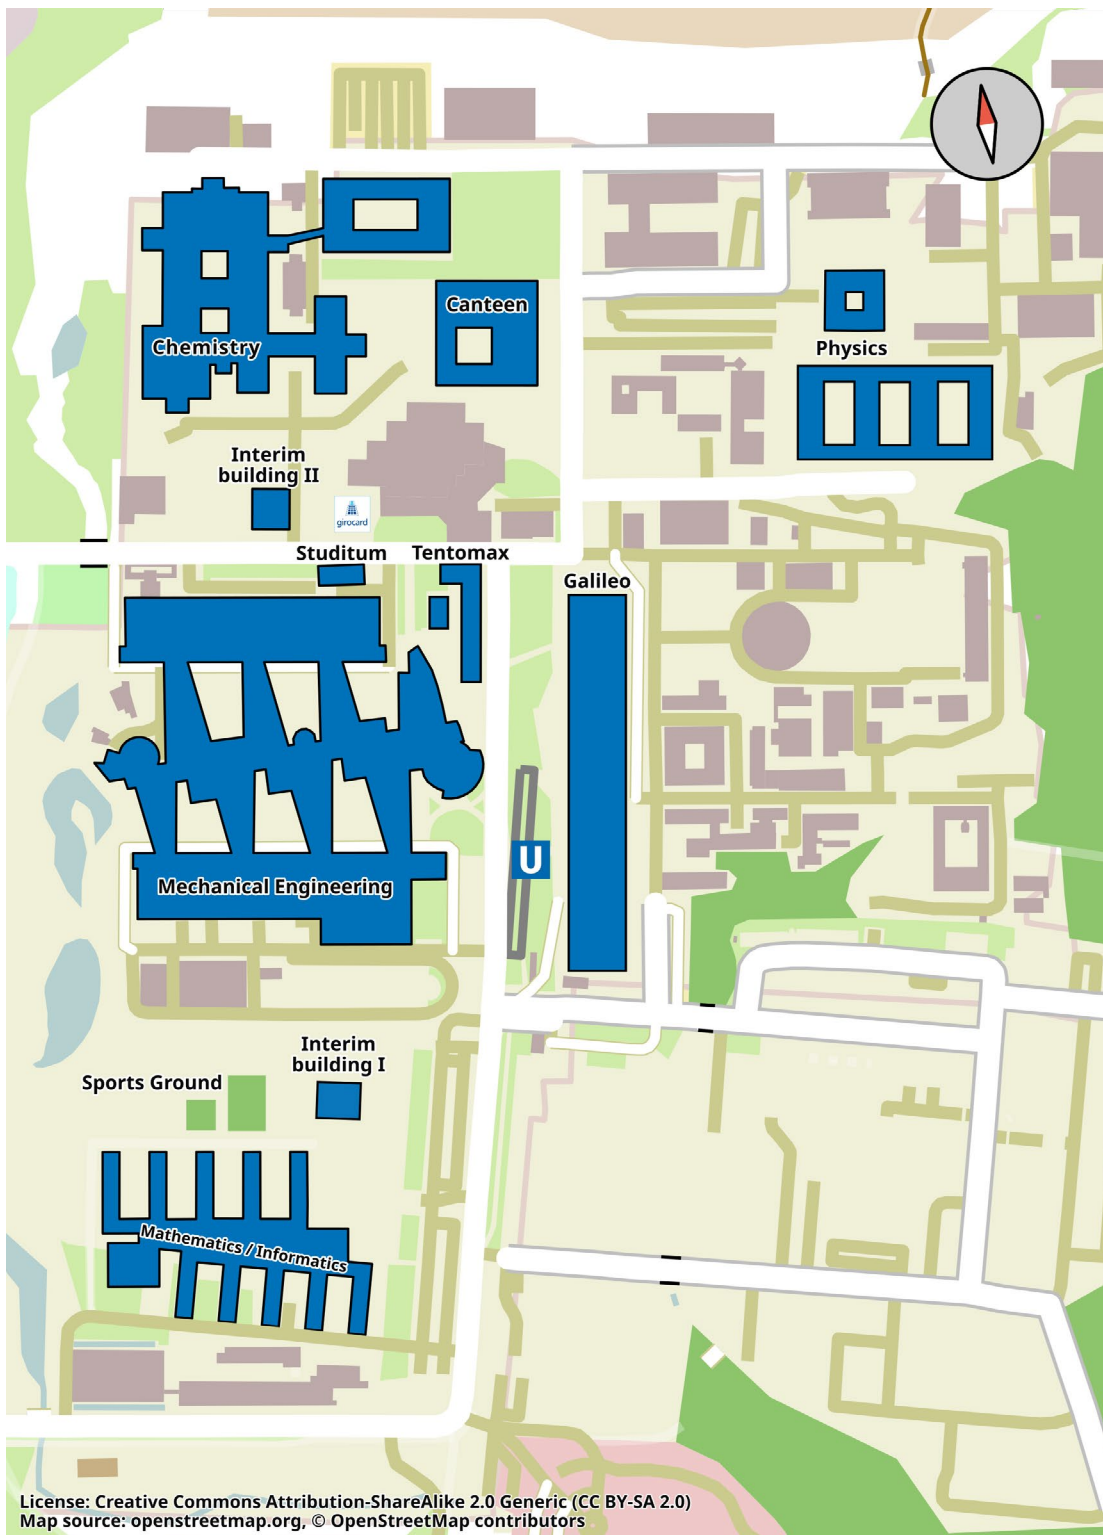 Canteen
Chemistry
Physics
Interim
building II
girocard
Studitum
Tentomax
Galileo
U
Mechanical Engineering
Interim
building I
Sports Ground
Mathematics / Informatics
License: Creative Commons Attribution-ShareAlike 2.0 Generic (CC BY-SA 2.0)
Map source: openstreetmap.org, © OpenStreetMap contributors